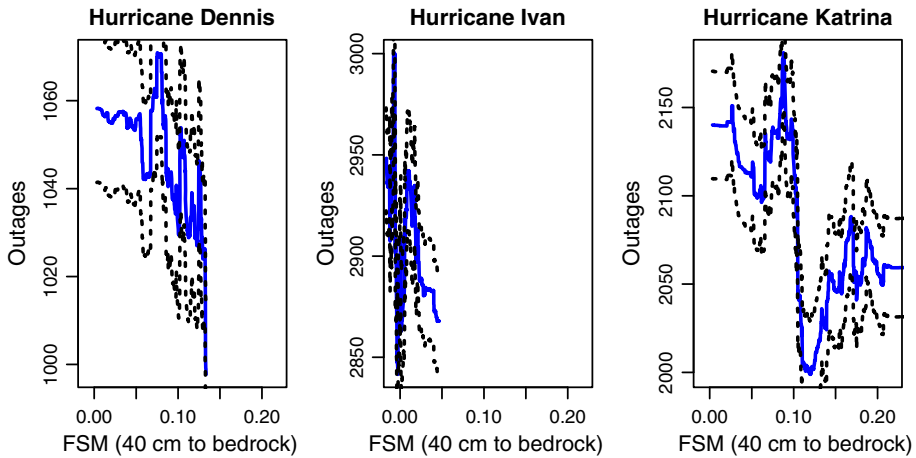 Hurricane Dennis
Outages
1000
1020
1040
1060
0.00 0.10 0.20
FSM (40 cm to bedrock)
Hurricane Ivan
Outages
2850
2900
2950
3000
0.00 0.10 0.20
FSM (40 cm to bedrock)
Hurricane Katrina
Outages
2000
2050
2100
2150
0.00 0.10 0.20
FSM (40 cm to bedrock)